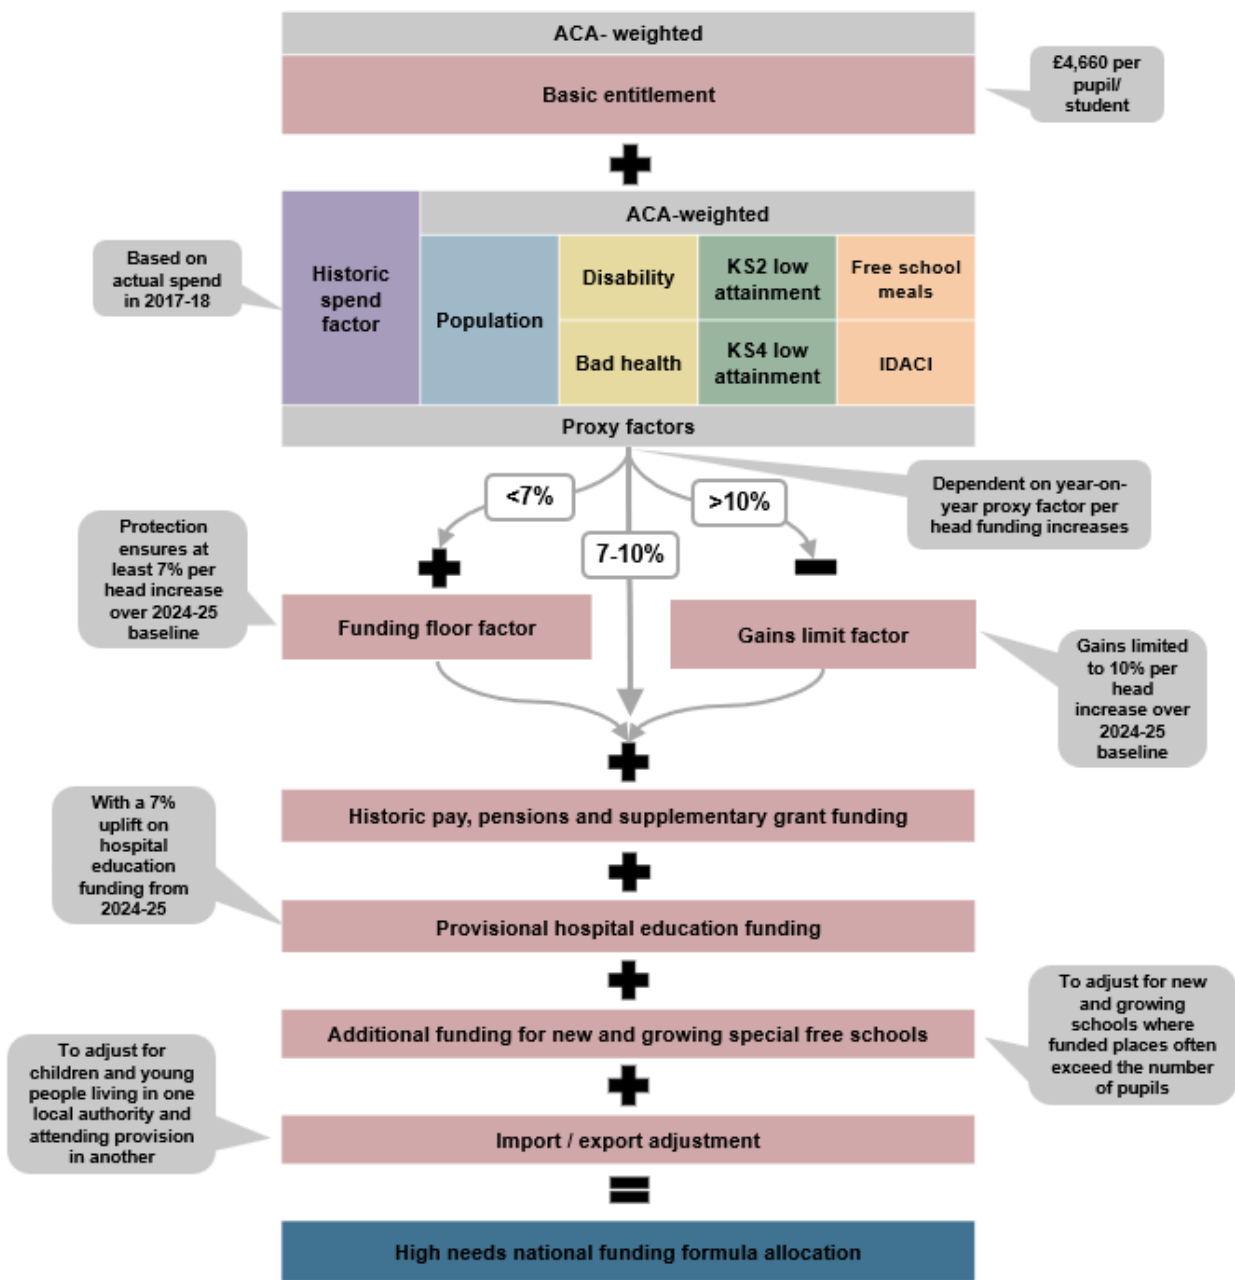 ACA- weighted
Basic entitlement
£4,660 per
pupil/
student
Based on
actual spend
in 2017-18
Historic
spend
factor
ACA-weighted
Population
Disability
Bad health
KS2 low
attainment
KS4 low
attainment
Free school
meals
IDACI
Proxy factors
<7%
7-10%
>10%
Dependent on year-on-
year proxy factor per
head funding increases
Protection
ensures at
least 7% per
head increase
over 2024-25
baseline
Funding floor factor
Gains limit factor
Gains limited
to 10% per
head
increase over
2024-25
baseline
With a 7%
uplift on
hospital
education
funding from
2024-25
Historic pay, pensions and supplementary grant funding
Provisional hospital education funding
Additional funding for new and growing special free schools
To adjust for new
and growing
schools where
funded places often
exceed the number
of pupils
To adjust for
children and young
people living in one
local authority and
attending provision
in another
Import / export adjustment
High needs national funding formula allocation